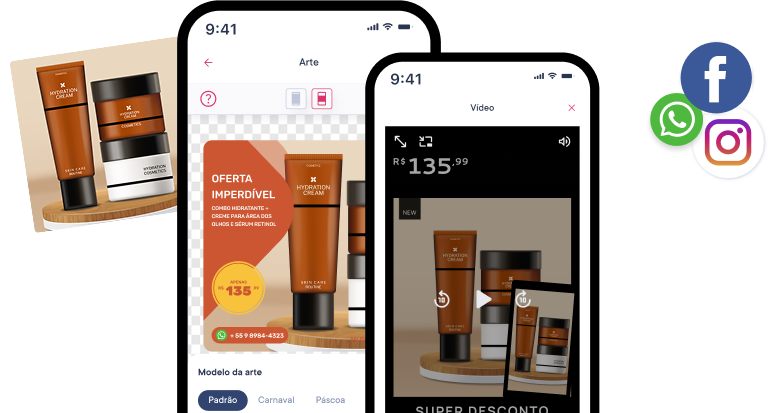 HYDRATION
CREAM
SKIN CARE
ROUTINE
COSMETICS
HYDRATION
COSMETICS
9:41
Arte
?
OFERTA
IMPERDÍVEL
COMBO HIDRATANTE +
CREME PARA ÁREA DOS
OLHOS E SÉRUM RETINOL
APENAS
R$ 135,99
+ 55 9 8984-4323
HYDRATION
CREAM
SKIN CARE
ROUTINE
Modelo da arte
Padrão Carnaval Páscoa
9:41
Vídeo
R$ 135,99
NEW
HYDRATION
CREAM
SKIN CARE
ROUTINE
10 10
SUPER DESCONTO